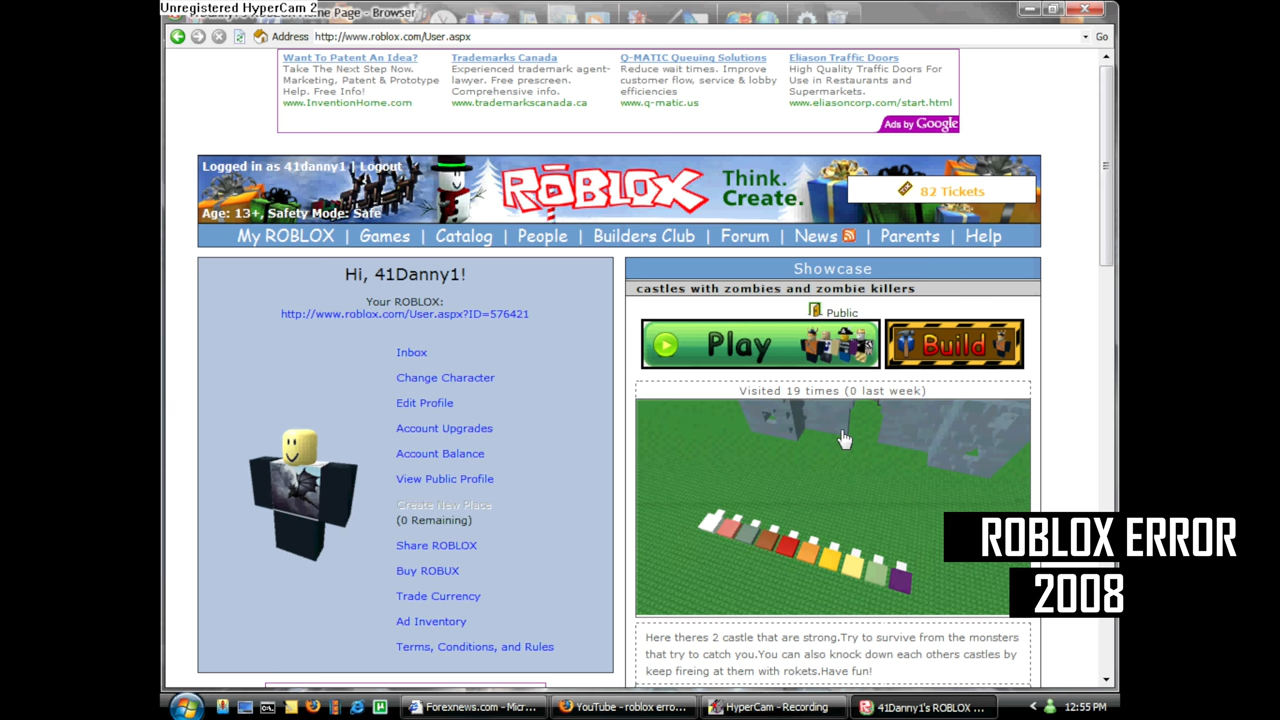 Unregistered HyperCam 2
41Danny1's ROBLOX Home Page - Browser
Address http://www.roblox.com/User.aspx Go
Want To Patent An Idea?
Take The Next Step Now.
Marketing, Patent & Prototype
Help. Free Info!
www.InventionHome.com
Trademarks Canada
Experienced trademark agent-
lawyer. Free prescreen.
Comprehensive info.
www.trademarkscanada.ca
Q-MATIC Queuing Solutions
Reduce wait times. Improve
customer flow, service & lobby
efficiencies
www.q-matic.us
Eliason Traffic Doors
High Quality Traffic Doors For
Use in Restaurants and
Supermarkets.
www.eliasoncorp.com/start.html
Ads by Google
Logged in as 41danny1 | Logout
ROBLOX
Think.
Create.
82 Tickets
Age: 13+, Safety Mode: Safe
My ROBLOX | Games | Catalog | People | Builders Club | Forum | News | Parents | Help
Hi, 41Danny1!
Your ROBLOX:
http://www.roblox.com/User.aspx?ID=576421
Inbox
Change Character
Edit Profile
Account Upgrades
Account Balance
View Public Profile
Create New Place
(0 Remaining)
Share ROBLOX
Buy ROBUX
Trade Currency
Ad Inventory
Terms, Conditions, and Rules
Showcase
castles with zombies and zombie killers
Public
Play
Build
Visited 19 times (0 last week)
Here theres 2 castle that are strong.Try to survive from the monsters
that try to catch you.You can also knock down each others castles by
keep fireing at them with rokets.Have fun!
ROBLOX ERROR
2008
Forexnews.com - Micr...
YouTube - roblox erro...
HyperCam - Recording
41Danny1's ROBLOX ...
12:55 PM